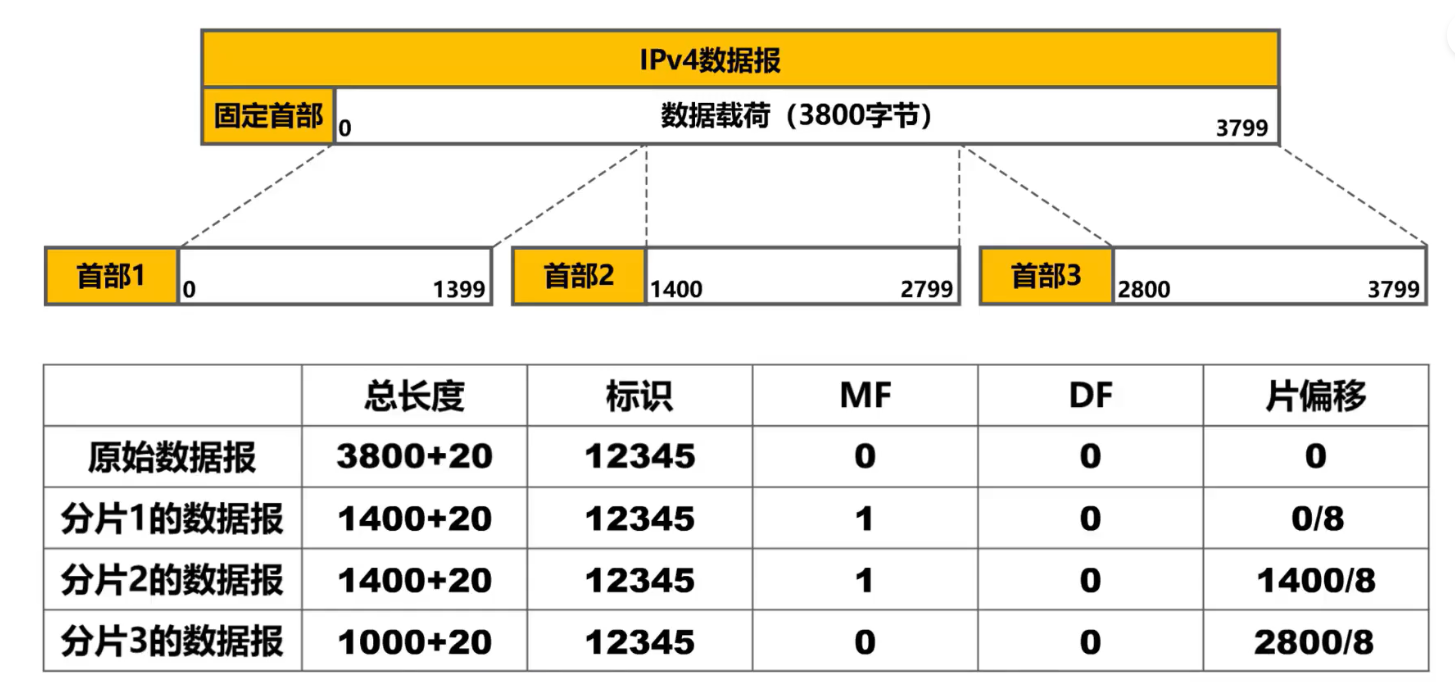 IPv4数据报
固定首部 0 数据载荷（3800字节） 3799
首部1 0 1399 首部2 1400 2799 首部3 2800 3799
总长度 标识 MF DF 片偏移
原始数据报 3800+20 12345 0 0 0
分片1的数据报 1400+20 12345 1 0 0/8
分片2的数据报 1400+20 12345 1 0 1400/8
分片3的数据报 1000+20 12345 0 0 2800/8